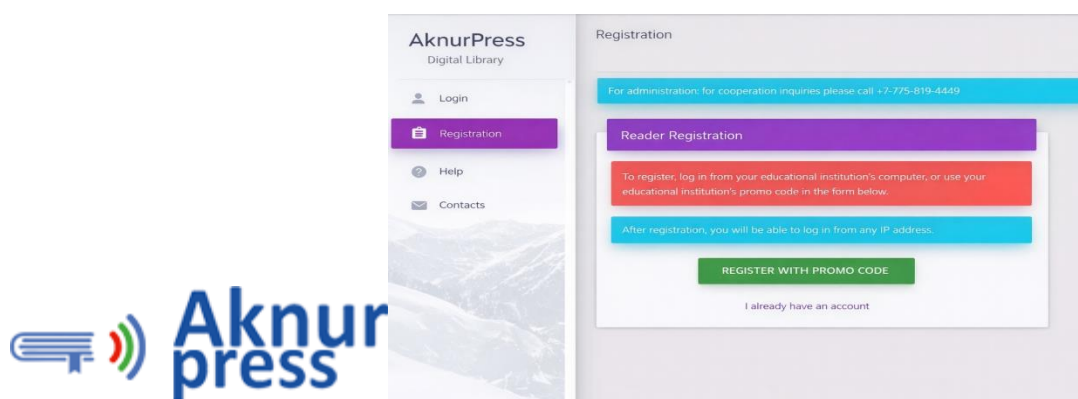 Aknur
press
AknurPress
Digital Library
Login
Registration
Help
Contacts
Registration
For administration: for cooperation inquiries please call +7-775-819-4449
Reader Registration
To register, log in from your educational institution's computer, or use your
educational institution's promo code in the form below.
After registration, you will be able to log in from any IP address.
REGISTER WITH PROMO CODE
I already have an account